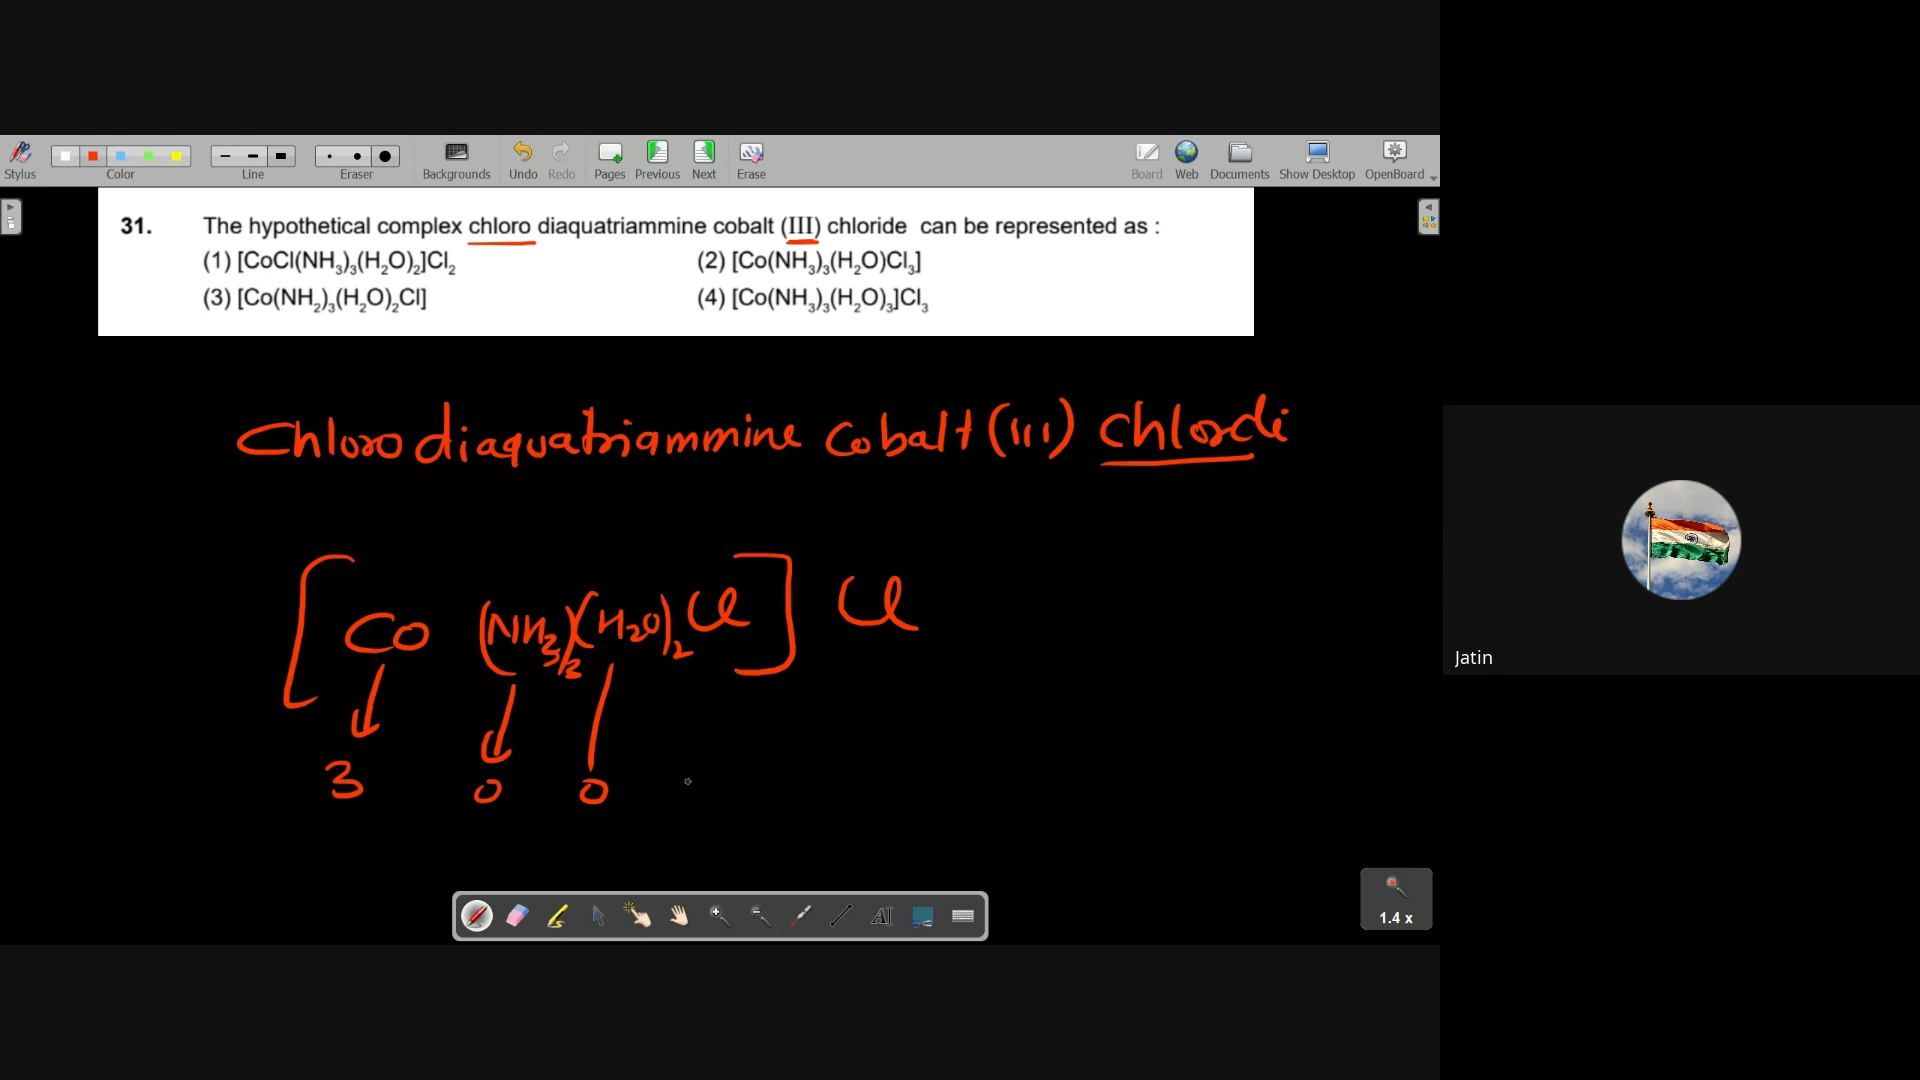 Stylus Color Line Eraser Backgrounds Undo Redo Pages Previous Next Erase Board Web Documents Show Desktop OpenBoard
31. The hypothetical complex chloro diaquatriammine cobalt (III) chloride can be represented as :
(1) [CoCl(NH₃)₃(H₂O)₂]Cl₂ (2) [Co(NH₃)₃(H₂O)Cl₃]
(3) [Co(NH₂)₃(H₂O)₂Cl] (4) [Co(NH₃)₃(H₂O)₃]Cl₃
Chloro diaquatriammine cobalt (III) chlordi
[Co (NH₃)₃(H₂O)₂Cl] Cl
3 0 0
Jatin
1.4 x